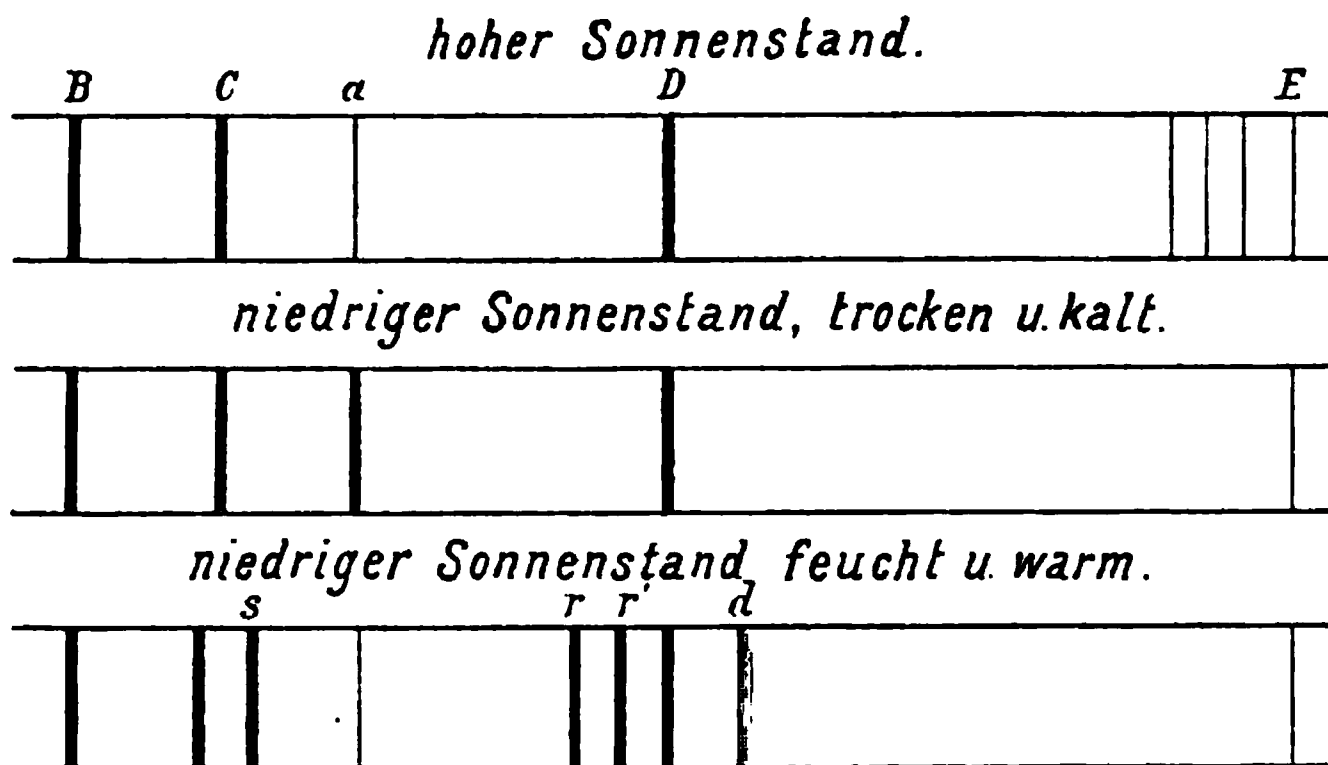 hoher Sonnenstand.
B C a D E
niedriger Sonnenstand, trocken u. kalt.
niedriger Sonnenstand, feucht u. warm.
s r r' d